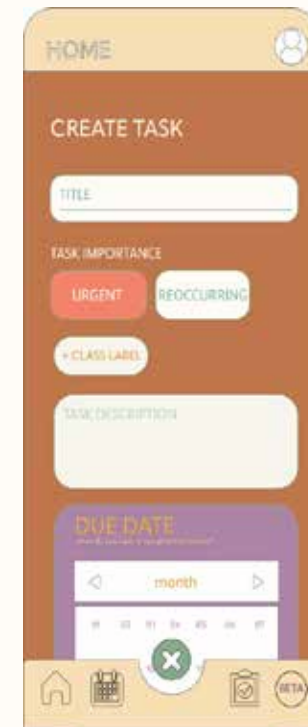 HOME
CREATE TASK
TITLE
TASK IMPORTANCE
URGENT REOCCURRING
+ CLASS LABEL
TASK DESCRIPTION
DUE DATE
month
BETA